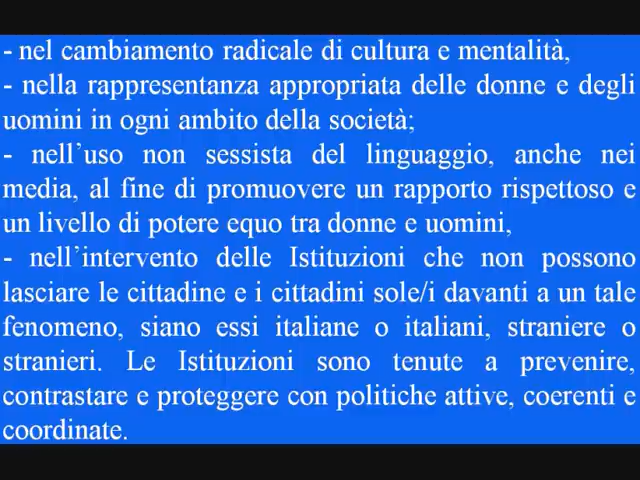 - nel cambiamento radicale di cultura e mentalità,
- nella rappresentanza appropriata delle donne e degli
uomini in ogni ambito della società;
- nell’uso non sessista del linguaggio, anche nei
media, al fine di promuovere un rapporto rispettoso e
un livello di potere equo tra donne e uomini,
- nell’intervento delle Istituzioni che non possono
lasciare le cittadine e i cittadini sole/i davanti a un tale
fenomeno, siano essi italiane o italiani, straniere o
stranieri. Le Istituzioni sono tenute a prevenire,
contrastare e proteggere con politiche attive, coerenti e
coordinate.